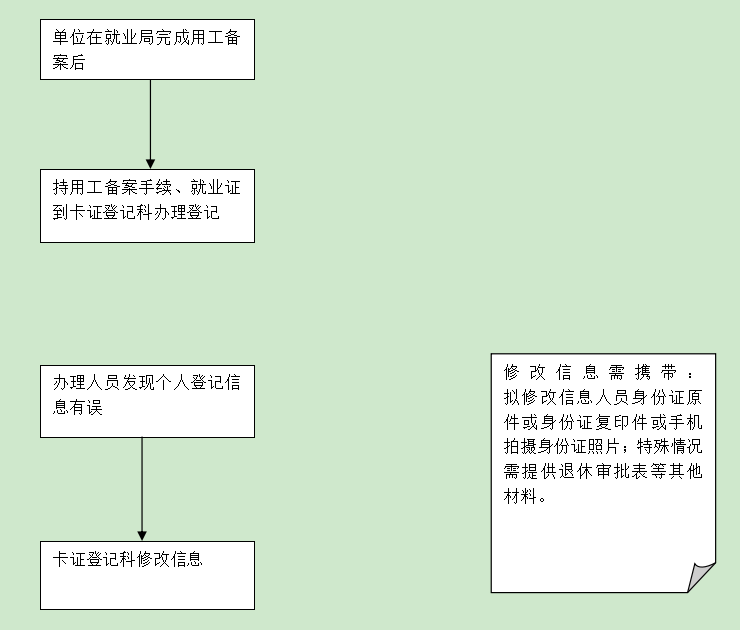 单位在就业局完成用工备
案后
持用工备案手续、就业证
到卡证登记科办理登记
办理人员发现个人登记信
息有误
卡证登记科修改信息
修改信息需携带：
拟修改信息人员身份证原
件或身份证复印件或手机
拍摄身份证照片；特殊情况
需提供退休审批表等其他
材料。